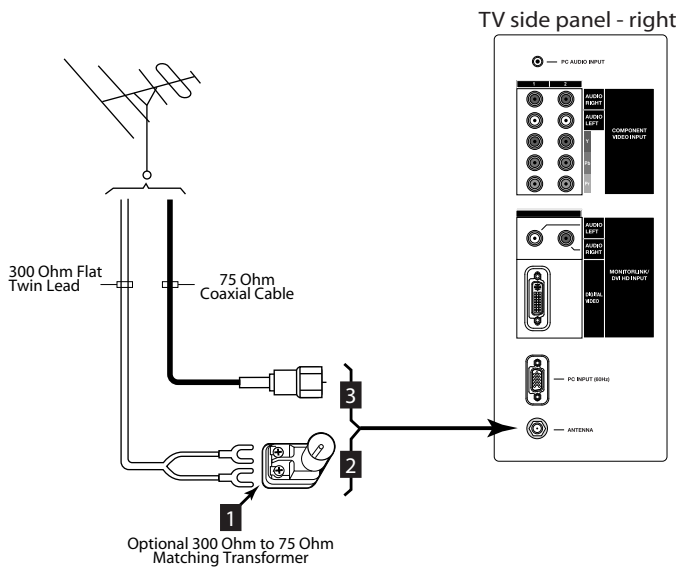 TV side panel - right
PC AUDIO INPUT
1 2
AUDIO
RIGHT
AUDIO
LEFT
Y
Pb
Pr
COMPONENT
VIDEO INPUT
AUDIO
LEFT
AUDIO
RIGHT
DIGITAL
VIDEO
MONITORLINK/
DVI HD INPUT
PC INPUT (60Hz)
ANTENNA
300 Ohm Flat
Twin Lead
75 Ohm
Coaxial Cable
3
2
1
Optional 300 Ohm to 75 Ohm
Matching Transformer